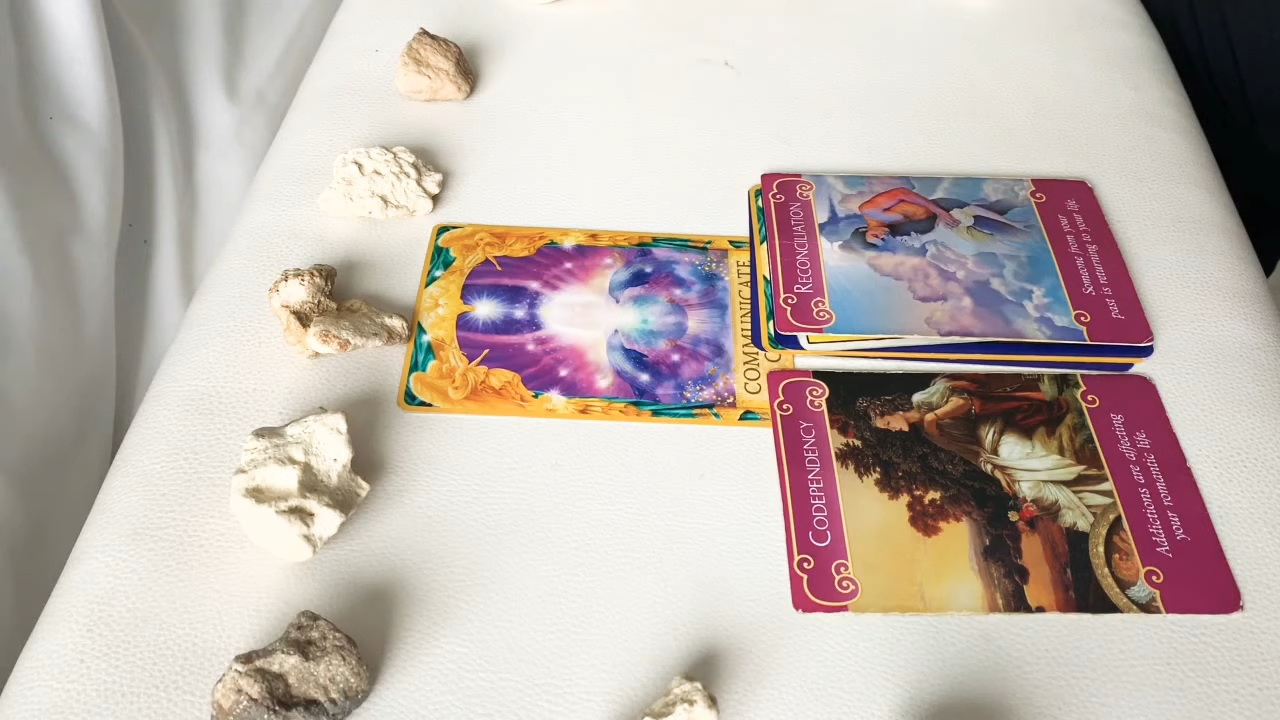 COMMUNICATE
RECONCILIATION
Someone from your
past is returning to your life.
CODEPENDENCY
Addictions are affecting
your romantic life.